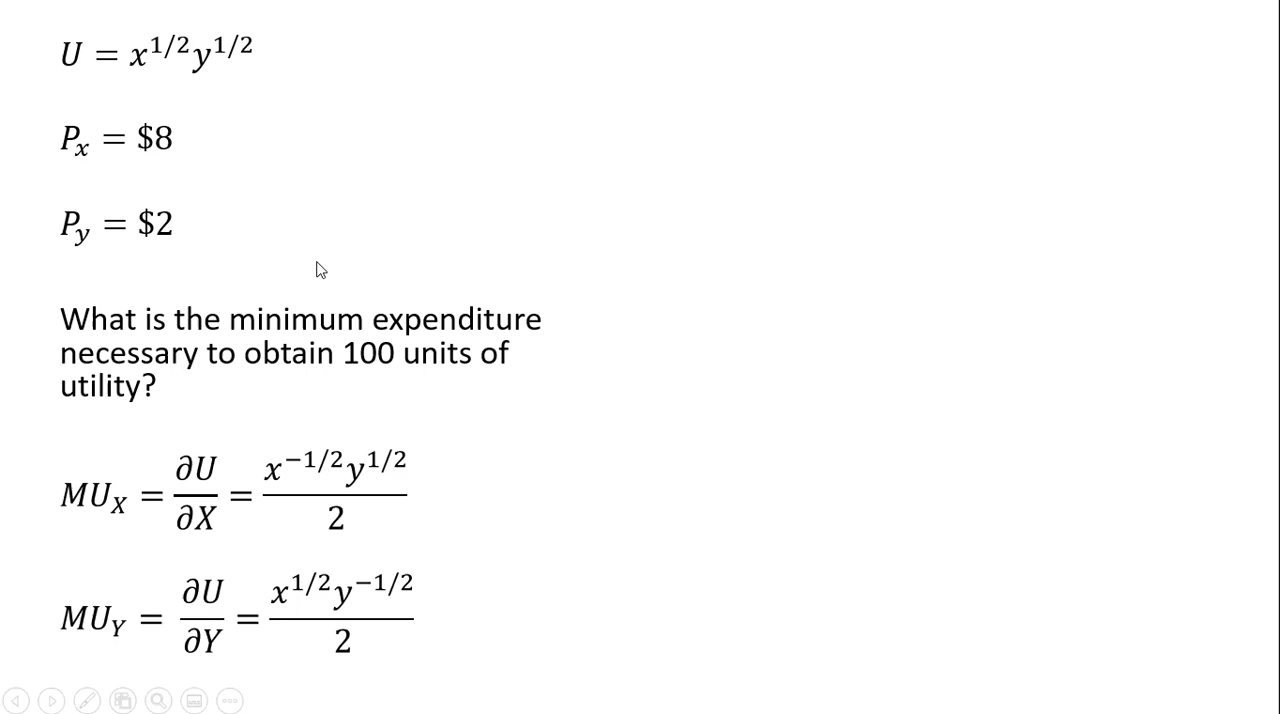 U = x^{1/2}y^{1/2}
P_x = $8
P_y = $2
What is the minimum expenditure
necessary to obtain 100 units of
utility?
MU_X = ∂U/∂X = x^{−1/2}y^{1/2}/2
MU_Y = ∂U/∂Y = x^{1/2}y^{−1/2}/2